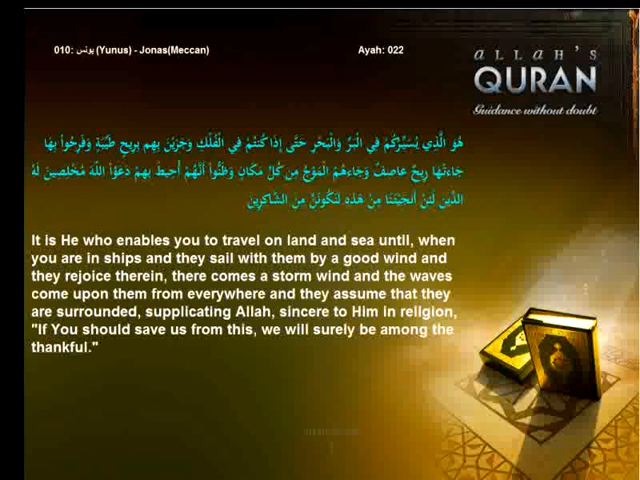 010: يونس (Yunus) - Jonas(Meccan)
Ayah: 022
ALLAH'S
QURAN
Guidance without doubt
هُوَ الَّذِي يُسَيِّرُكُمْ فِي الْبَرِّ وَالْبَحْرِ حَتَّى إِذَا كُنتُمْ فِي الْفُلْكِ وَجَرَيْنَ بِهِم بِرِيحٍ طَيِّبَةٍ وَفَرِحُواْ بِهَا
جَاءتْهَا رِيحٌ عَاصِفٌ وَجَاءهُمُ الْمَوْجُ مِن كُلِّ مَكَانٍ وَظَنُّواْ أَنَّهُمْ أُحِيطَ بِهِمْ دَعَوُاْ اللّهَ مُخْلِصِينَ لَهُ
الدِّينَ لَئِنْ أَنجَيْتَنَا مِنْ هَذِهِ لَنَكُونَنِّ مِنَ الشَّاكِرِينَ
It is He who enables you to travel on land and sea until, when
you are in ships and they sail with them by a good wind and
they rejoice therein, there comes a storm wind and the waves
come upon them from everywhere and they assume that they
are surrounded, supplicating Allah, sincere to Him in religion,
"If You should save us from this, we will surely be among the
thankful."